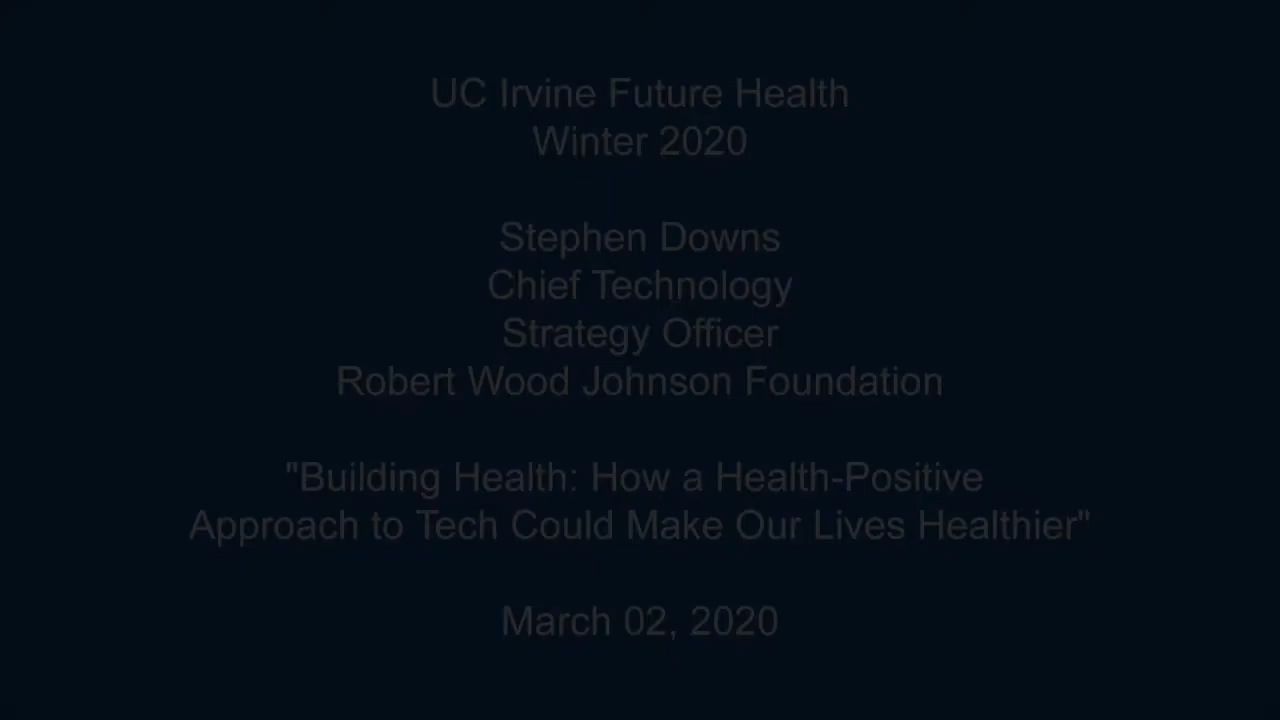 UC Irvine Future Health
Winter 2020
Stephen Downs
Chief Technology
Strategy Officer
Robert Wood Johnson Foundation
"Building Health: How a Health-Positive
Approach to Tech Could Make Our Lives Healthier"
March 02, 2020